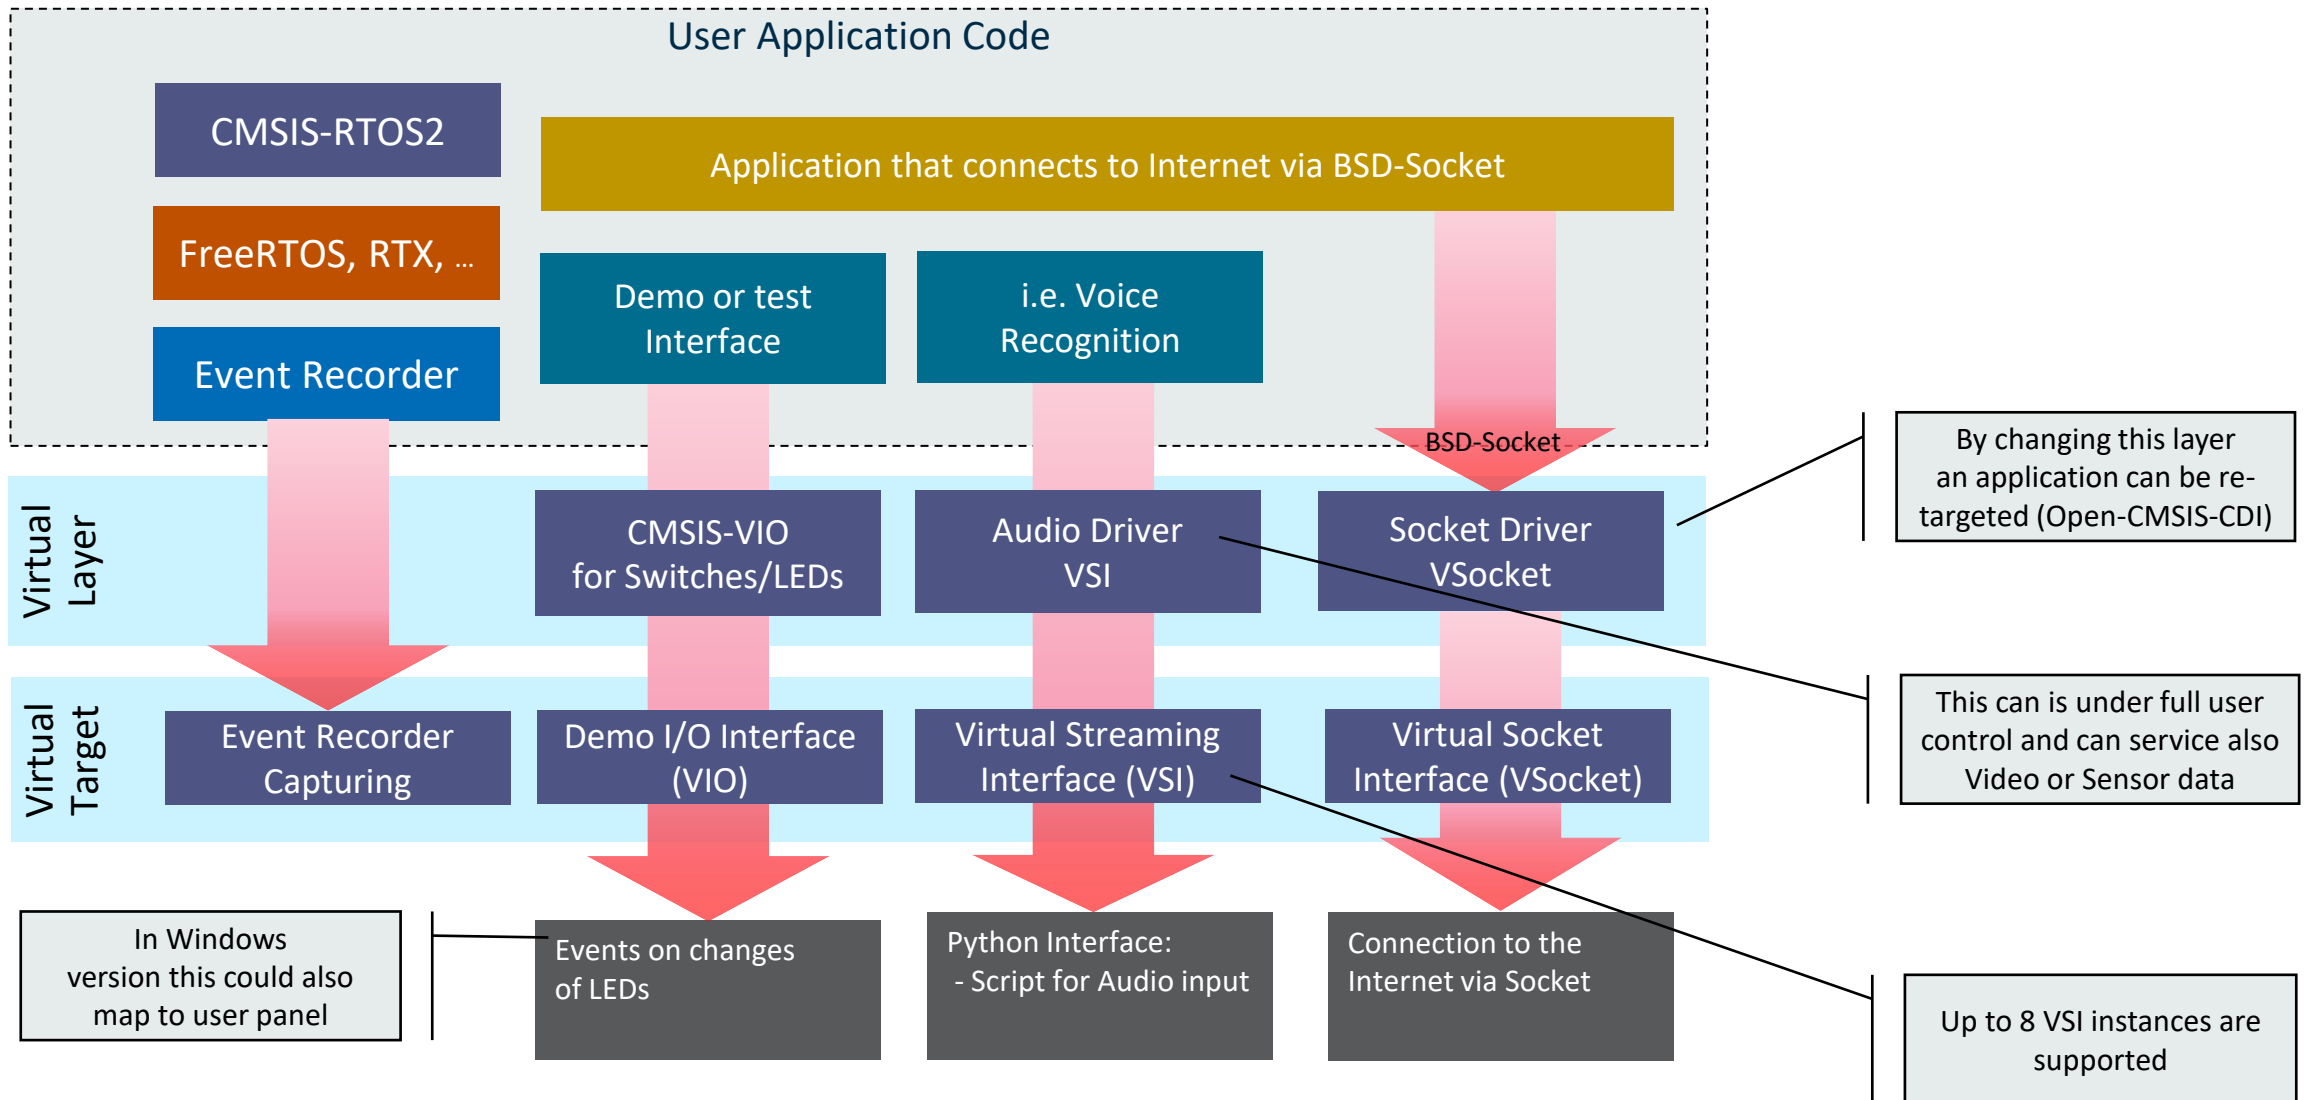 User Application Code
CMSIS-RTOS2
Application that connects to Internet via BSD-Socket
FreeRTOS, RTX, ...
Demo or test
Interface
i.e. Voice
Recognition
Event Recorder
BSD-Socket
By changing this layer
an application can be re-
targeted (Open-CMSIS-CDI)
Virtual
Layer
CMSIS-VIO
for Switches/LEDs
Audio Driver
VSI
Socket Driver
VSocket
Virtual
Target
Event Recorder
Capturing
Demo I/O Interface
(VIO)
Virtual Streaming
Interface (VSI)
Virtual Socket
Interface (VSocket)
This can is under full user
control and can service also
Video or Sensor data
In Windows
version this could also
map to user panel
Events on changes
of LEDs
Python Interface:
- Script for Audio input
Connection to the
Internet via Socket
Up to 8 VSI instances are
supported